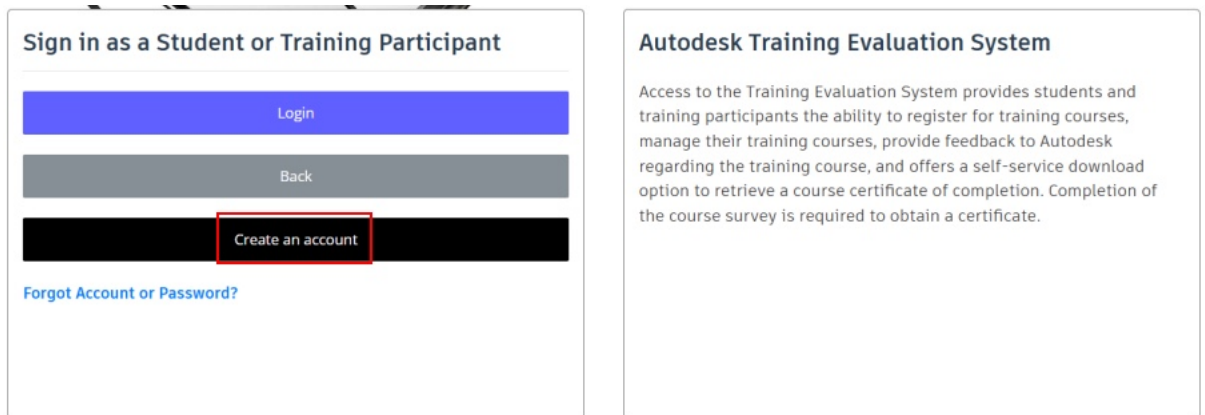 Sign in as a Student or Training Participant
Login
Back
Create an account
Forgot Account or Password?
Autodesk Training Evaluation System
Access to the Training Evaluation System provides students and
training participants the ability to register for training courses,
manage their training courses, provide feedback to Autodesk
regarding the training course, and offers a self-service download
option to retrieve a course certificate of completion. Completion of
the course survey is required to obtain a certificate.